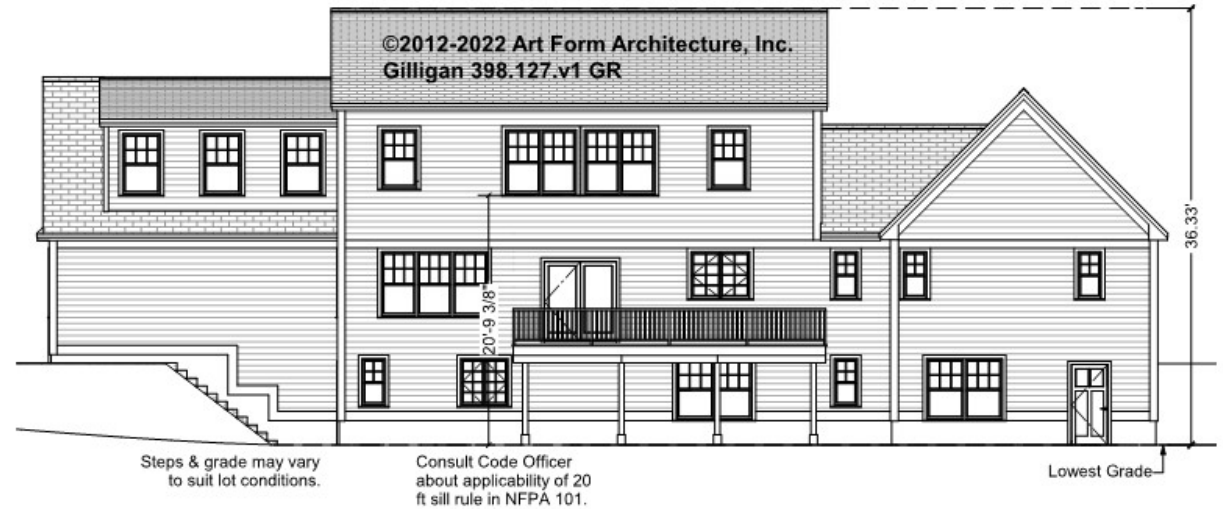 ©2012-2022 Art Form Architecture, Inc.
Gilligan 398.127.v1 GR
36.33'
20'-9 3/8"
Steps & grade may vary
to suit lot conditions.
Consult Code Officer
about applicability of 20
ft sill rule in NFPA 101.
Lowest Grade